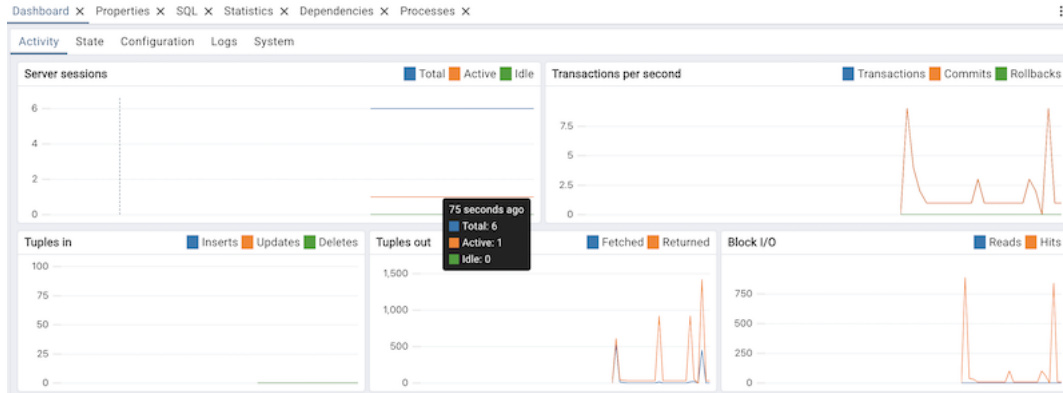 Dashboard Properties SQL Statistics Dependencies Processes
Activity State Configuration Logs System
Server sessions
Total Active Idle
6
4
2
0
Transactions per second
Transactions Commits Rollbacks
7.5
5
2.5
0
75 seconds ago
Total: 6
Active: 1
Idle: 0
Tuples in
Inserts Updates Deletes
100
75
50
25
0
Tuples out
Fetched Returned
1,500
1,000
500
0
Block I/O
Reads Hits
750
500
250
0